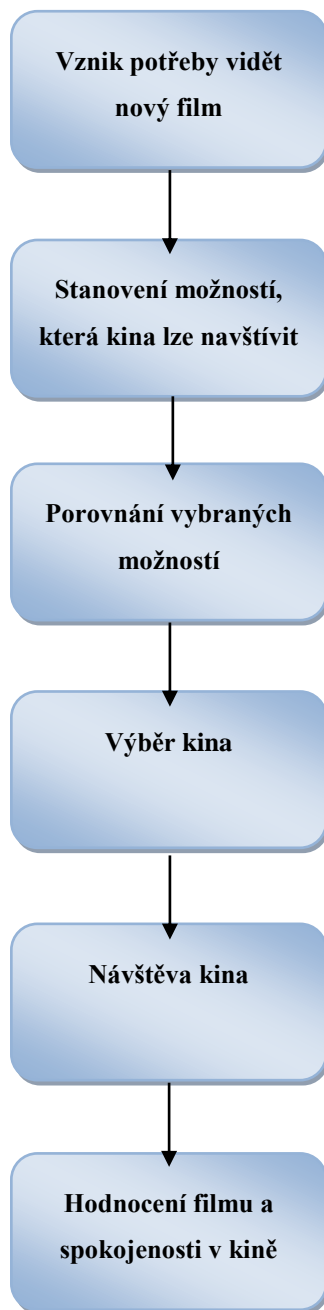 Vznik potřeby vidět
nový film
Stanovení možností,
která kina lze navštívit
Porovnání vybraných
možností
Výběr kina
Návštěva kina
Hodnocení filmu a
spokojenosti v kině